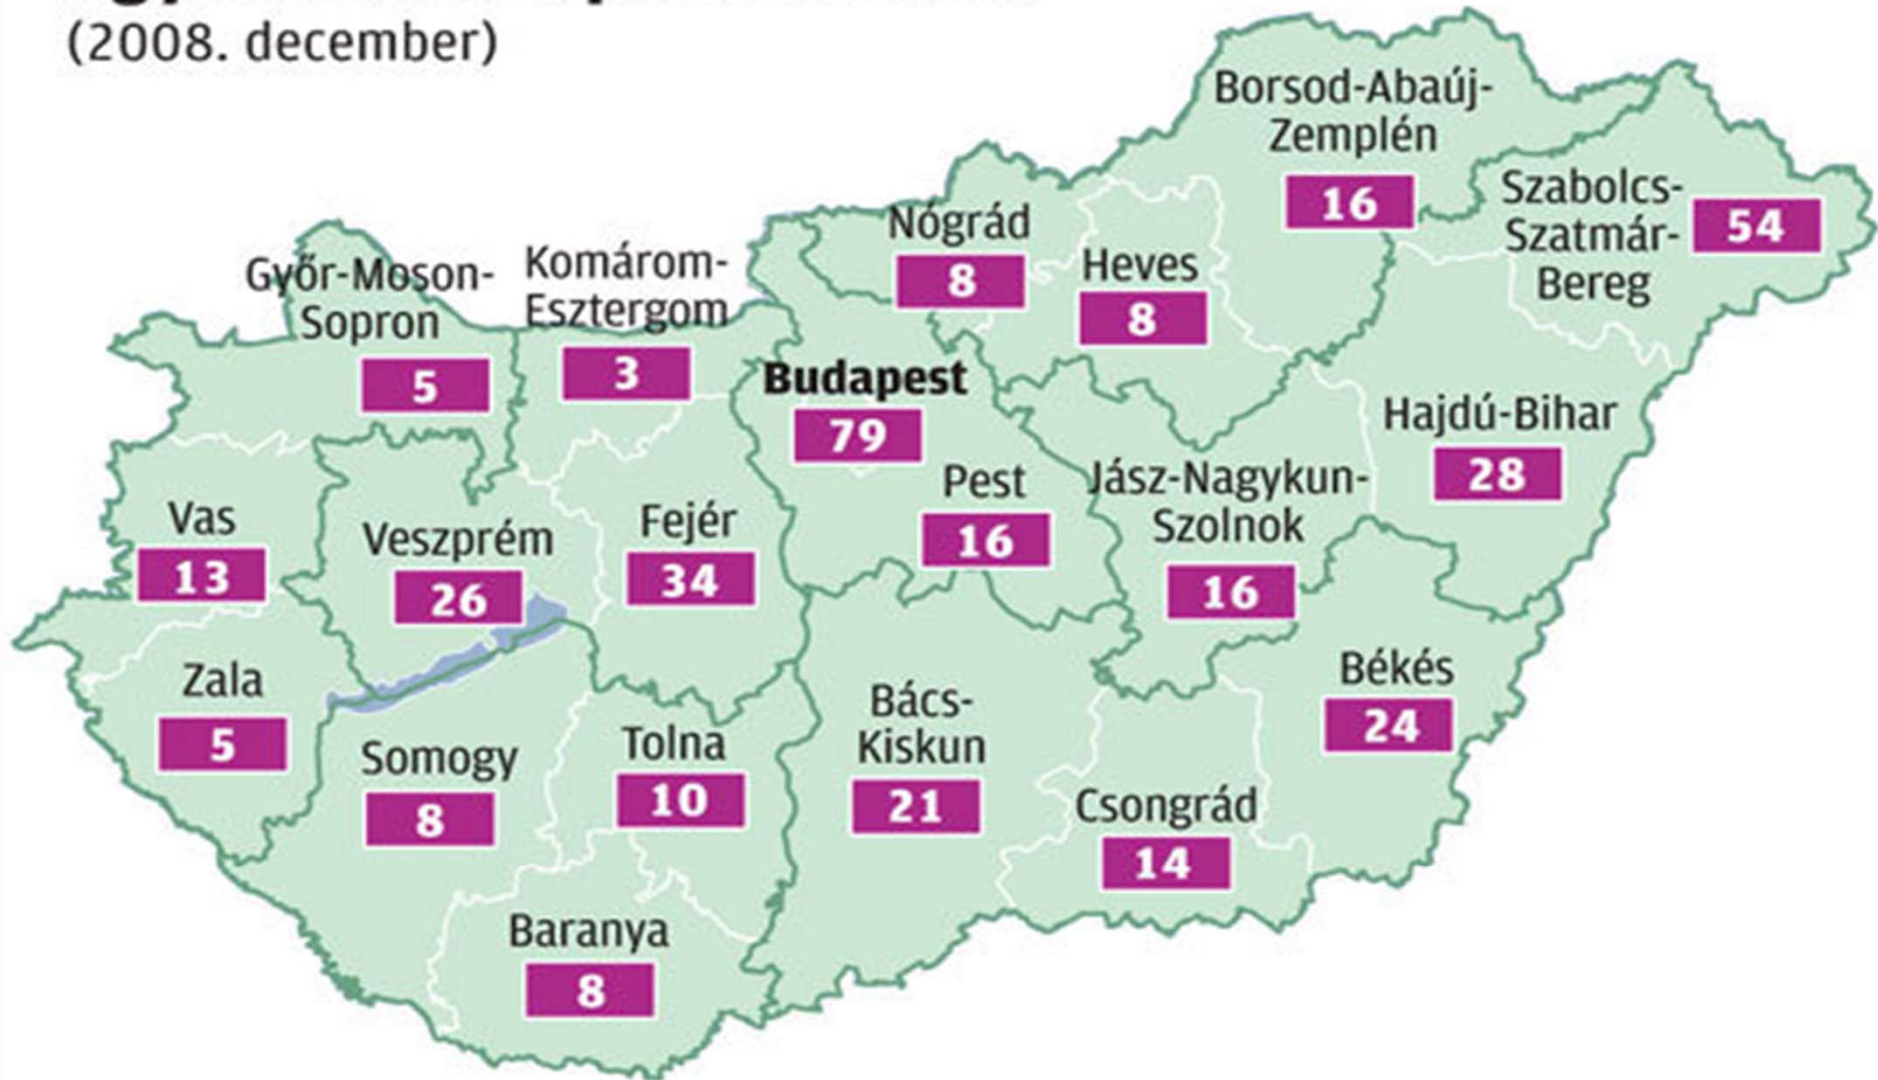 (2008. december)
Borsod-Abaúj-
Zemplén
16
Szabolcs-
Szatmár-
Bereg
54
Nógrád
8
Heves
8
Győr-Moson-
Sopron
5
Komárom-
Esztergom
3
Budapest
79
Pest
16
Jász-Nagykun-
Szolnok
16
Hajdú-Bihar
28
Vas
13
Veszprém
26
Fejér
34
Zala
5
Somogy
8
Tolna
10
Bács-
Kiskun
21
Békés
24
Csongrád
14
Baranya
8